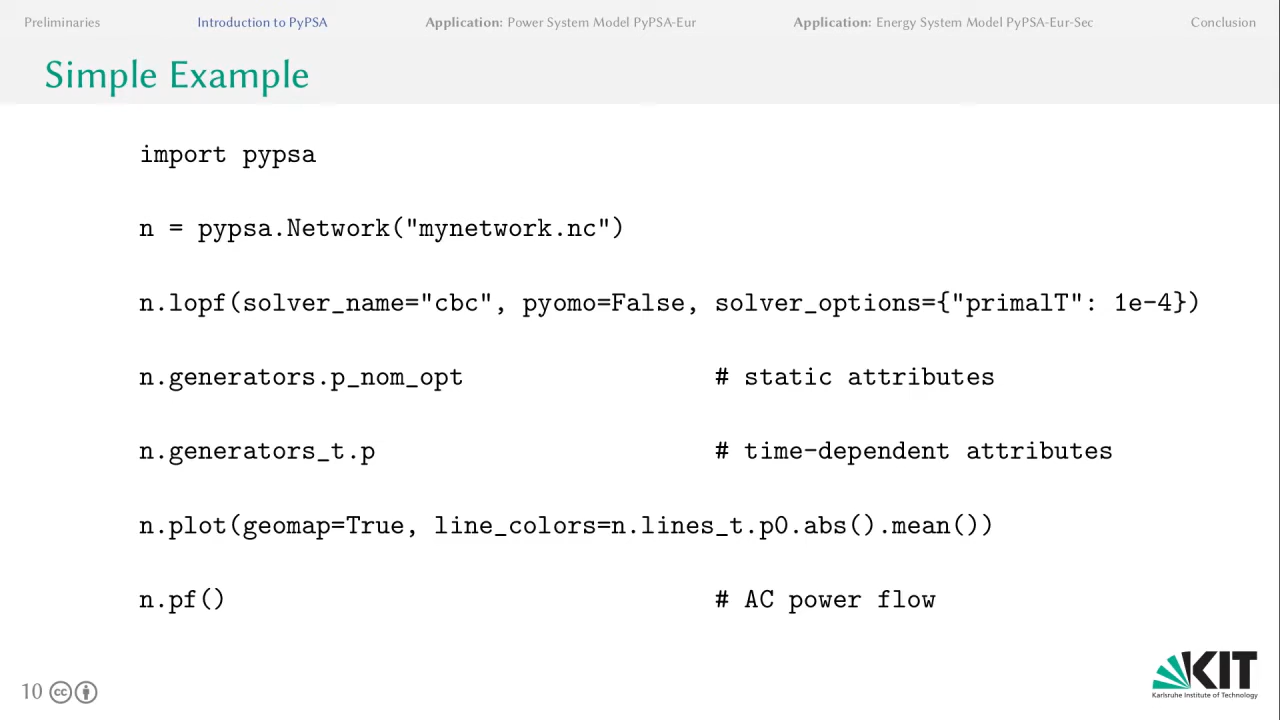 Preliminaries Introduction to PyPSA Application: Power System Model PyPSA-Eur Application: Energy System Model PyPSA-Eur-Sec Conclusion
Simple Example
import pypsa
n = pypsa.Network("mynetwork.nc")
n.lopf(solver_name="cbc", pyomo=False, solver_options={"primalT": 1e-4})
n.generators.p_nom_opt # static attributes
n.generators_t.p # time-dependent attributes
n.plot(geomap=True, line_colors=n.lines_t.p0.abs().mean())
n.pf() # AC power flow
KIT
Karlsruhe Institute of Technology
10 cc